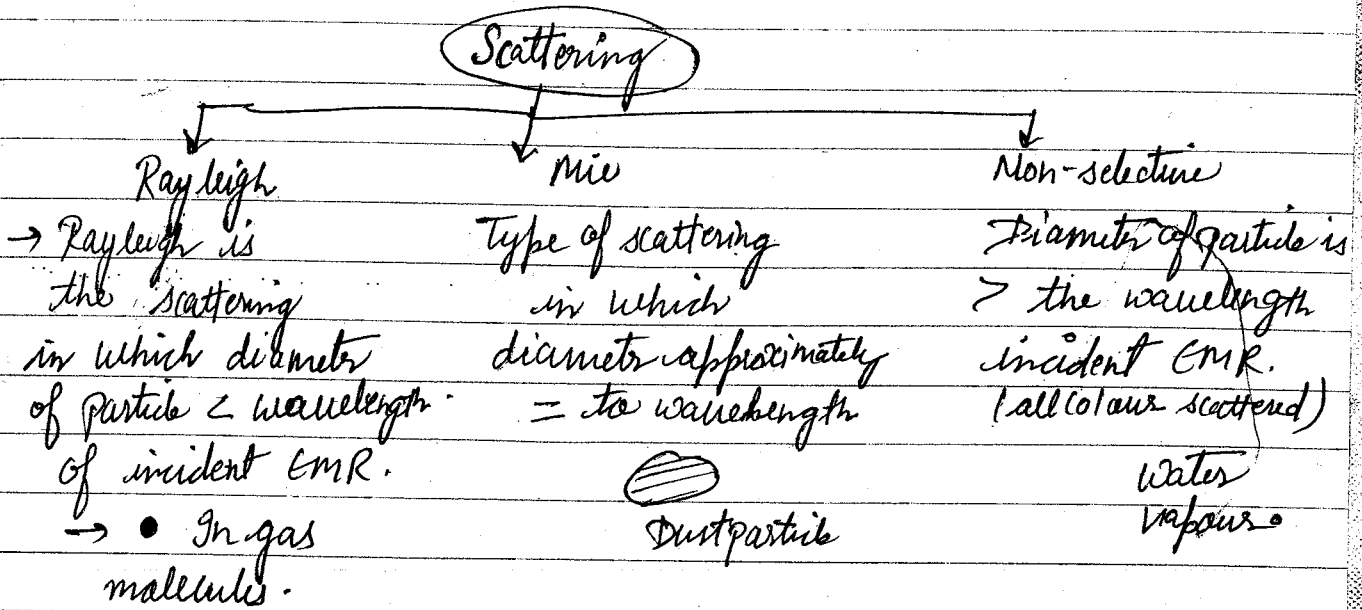 Scattering
Rayleigh
→ Rayleigh is
the scattering
in which diameter
of particle < wavelength
of incident EMR.
→ • In gas
molecules.
Mie
Type of scattering
in which
diameter approximately
= to wavelength
Dust particle
Non-selective
Diameter of particle is
> the wavelength
incident EMR.
(all colour scattered)
Water
vapour.